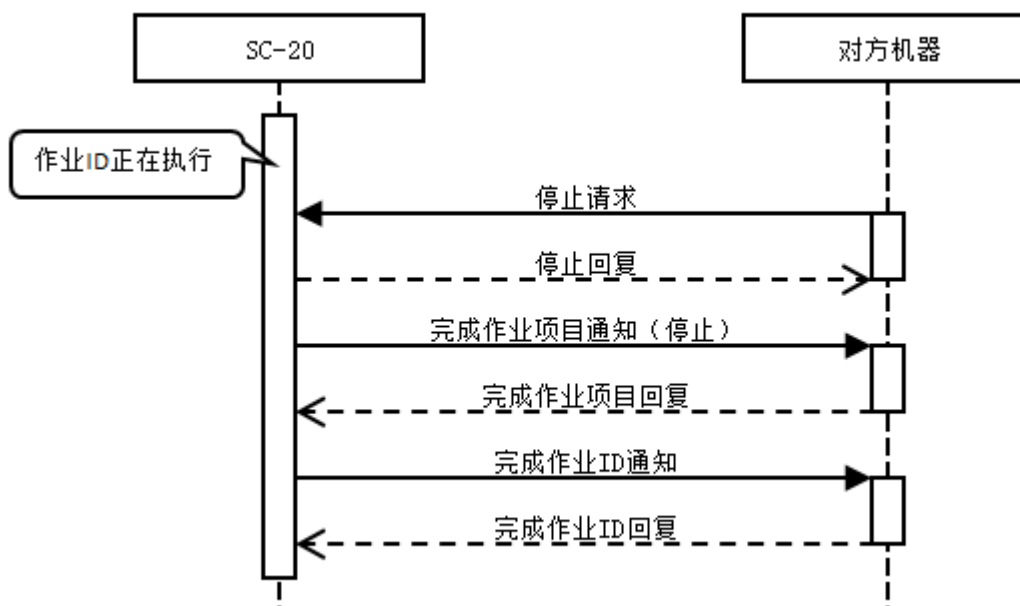 SC-20
对方机器
作业ID正在执行
停止请求
停止回复
完成作业项目通知（停止）
完成作业项目回复
完成作业ID通知
完成作业ID回复